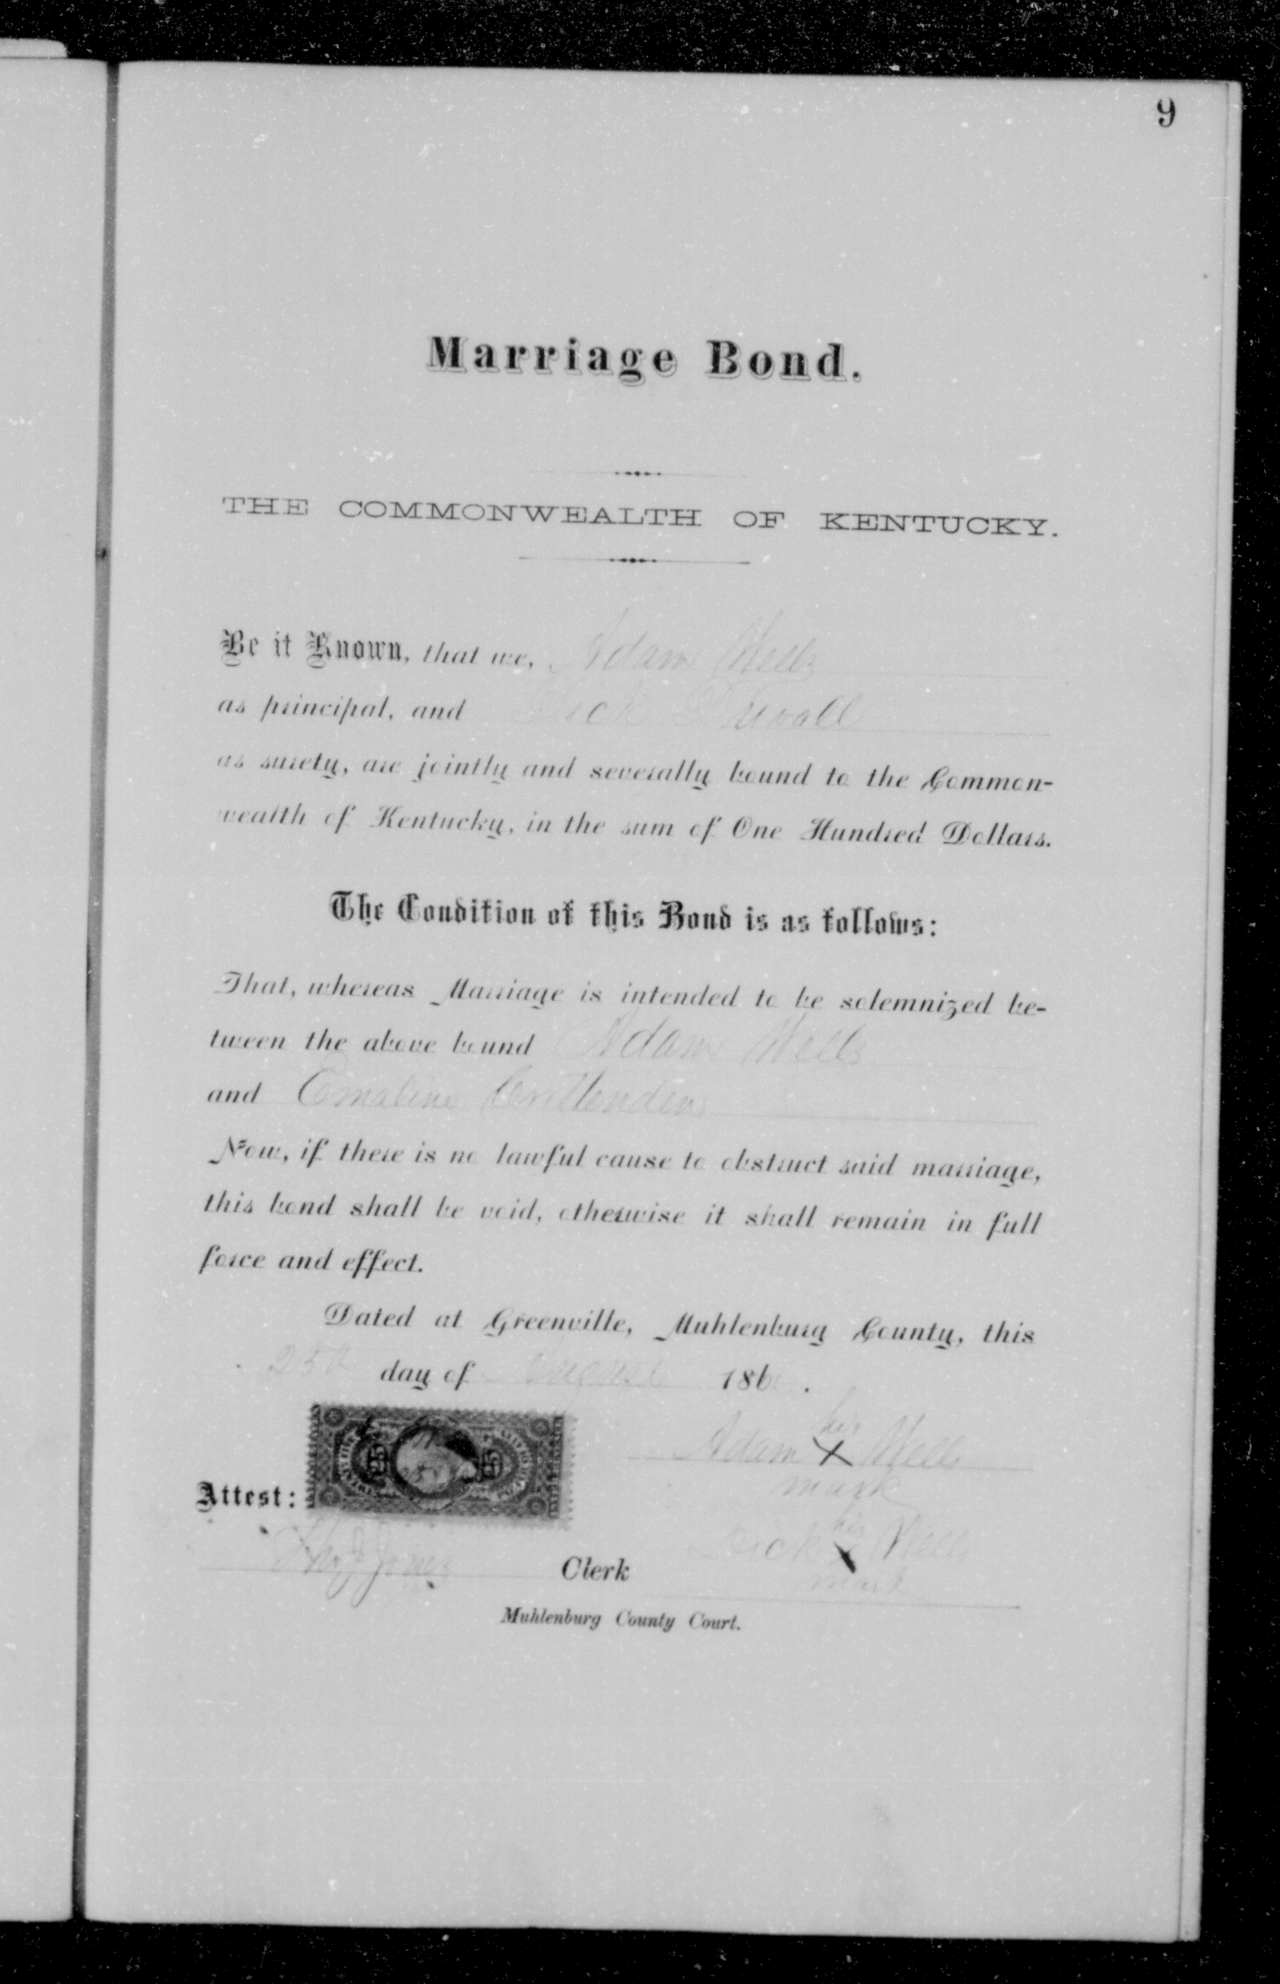 9
Marriage Bond.
THE COMMONWEALTH OF KENTUCKY.
Be it Known, that we, Adam Wells
as principal, and Dick Duvall
as surety, are jointly and severally bound to the Common-
wealth of Kentucky, in the sum of One Hundred Dollars.
The Condition of this Bond is as follows:
That, whereas Marriage is intended to be solemnized be-
tween the above bound Adam Wells
and Emaline Crittenden
Now, if there is no lawful cause to obstruct said marriage,
this bond shall be void, otherwise it shall remain in full
force and effect.
Dated at Greenville, Muhlenburg County, this
day of August 186
his
Adam X Wells
mark
Attest:
his
Dick X Wells
mark
Jones Clerk
Muhlenburg County Court.